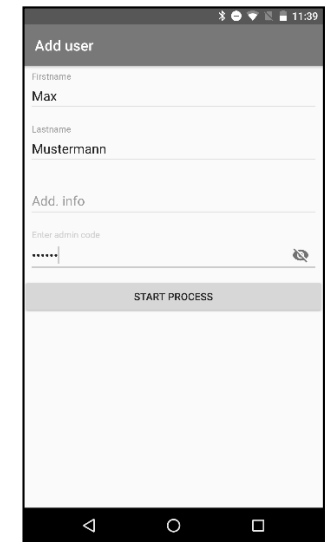 11:39
Add user
Firstname
Max
Lastname
Mustermann
Add. info
Enter admin code
••••••
START PROCESS